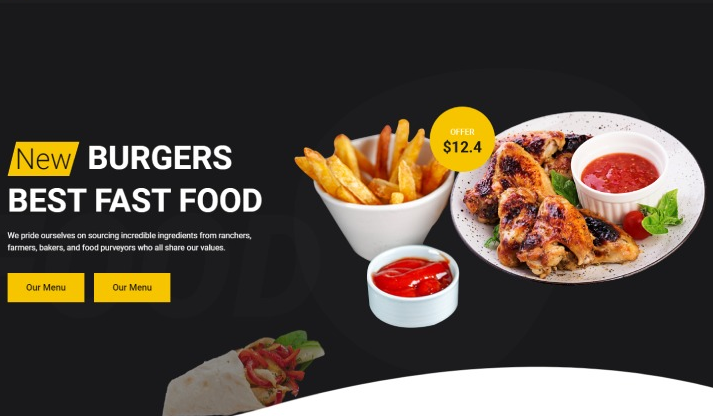 New BURGERS
BEST FAST FOOD
We pride ourselves on sourcing incredible ingredients from ranchers,
farmers, bakers, and food purveyors who all share our values.
Our Menu
Our Menu
OFFER
$12.4